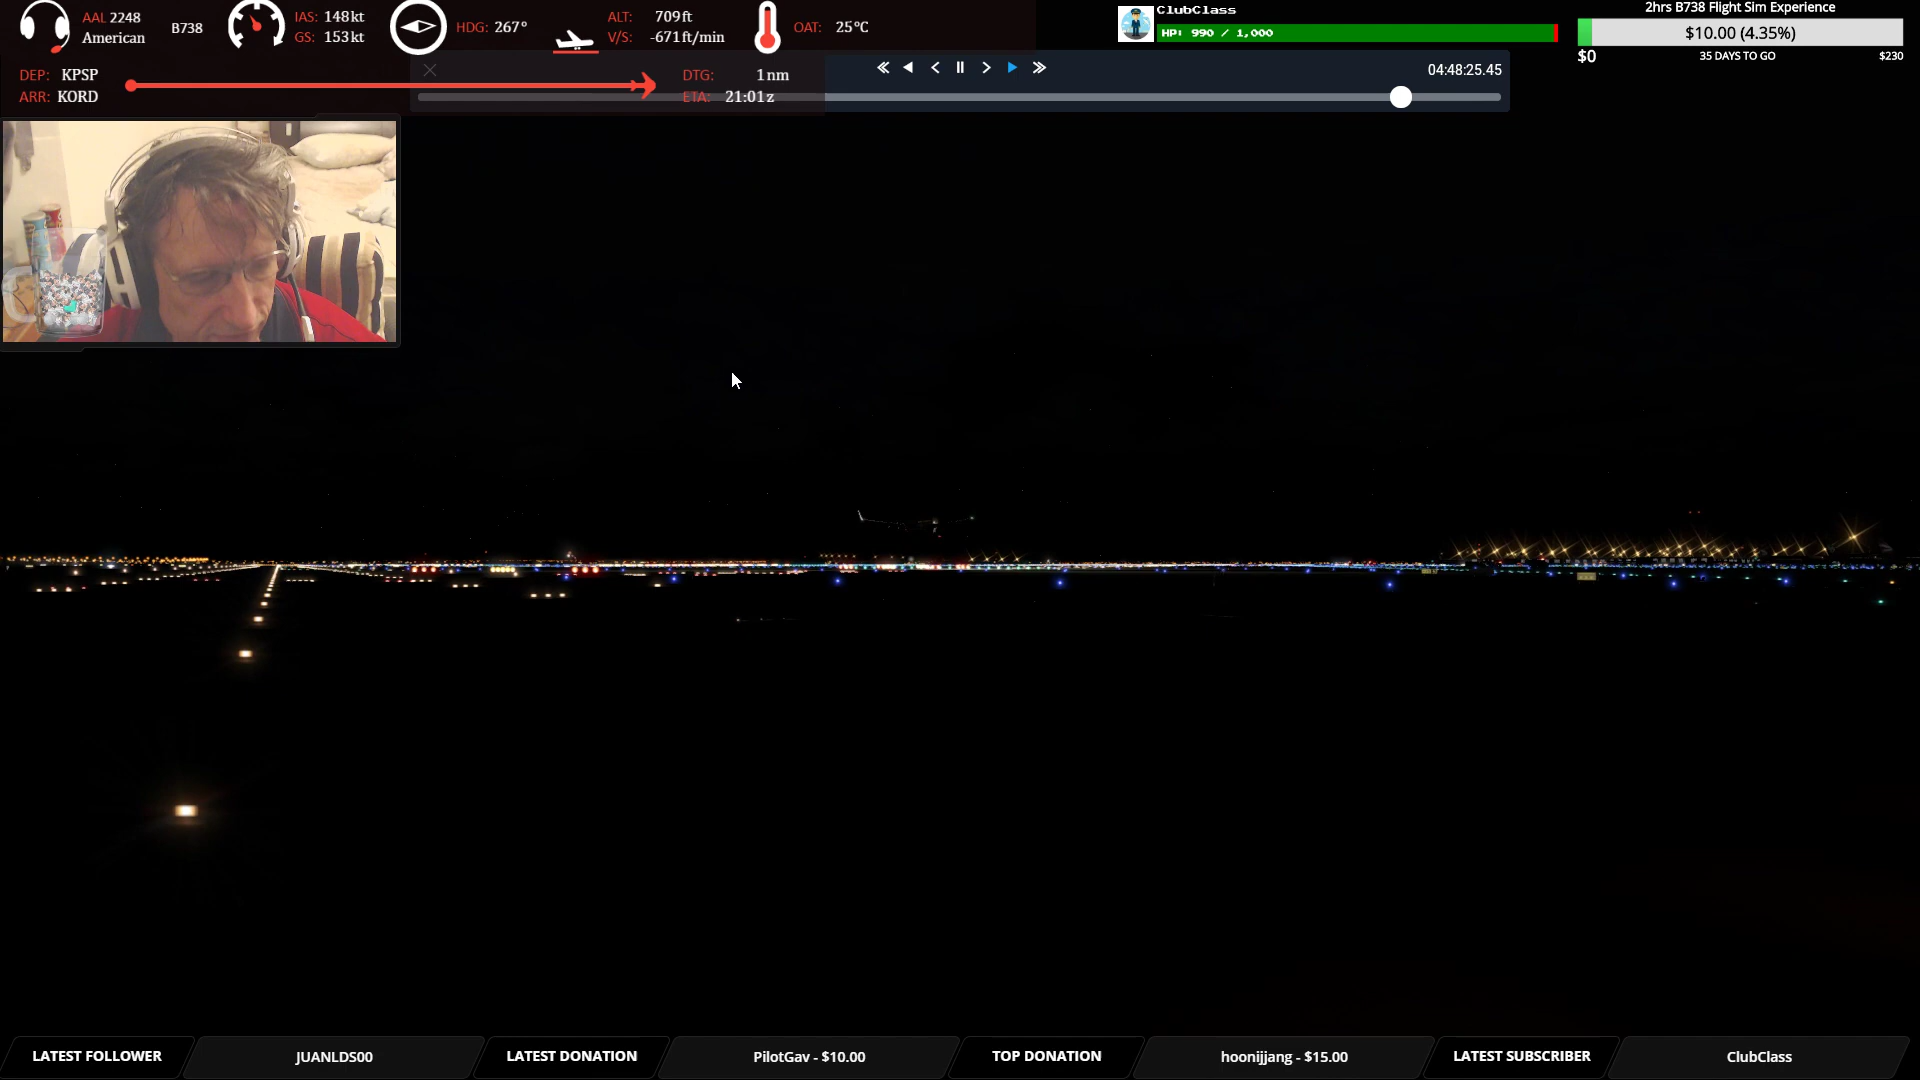 AAL 2248
American
B738
IAS: 148kt
GS: 153kt
HDG: 267°
ALT: 709ft
V/S: -671ft/min
OAT: 25°C
DEP: KPSP
ARR: KORD
DTG: 1nm
ETA: 21:01z
04:48:25.45
ClubClass
HP: 990 / 1,000
2hrs B738 Flight Sim Experience
$10.00 (4.35%)
$0 35 DAYS TO GO $230
LATEST FOLLOWER JUANLDS00 LATEST DONATION PilotGav - $10.00 TOP DONATION hoonijjang - $15.00 LATEST SUBSCRIBER ClubClass